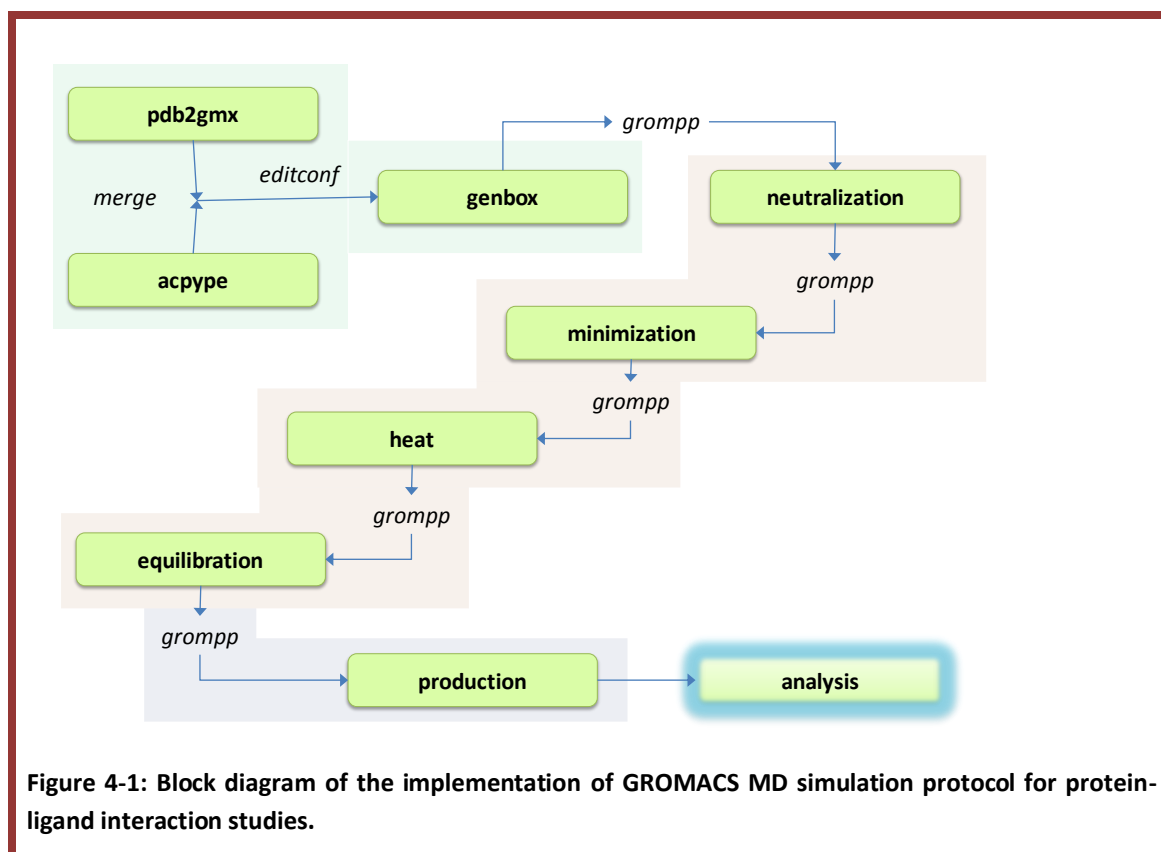 pdb2gmx
grompp
editconf
merge
genbox
neutralization
acpype
grompp
minimization
grompp
heat
grompp
equilibration
grompp
production
analysis
Figure 4-1: Block diagram of the implementation of GROMACS MD simulation protocol for protein-
ligand interaction studies.